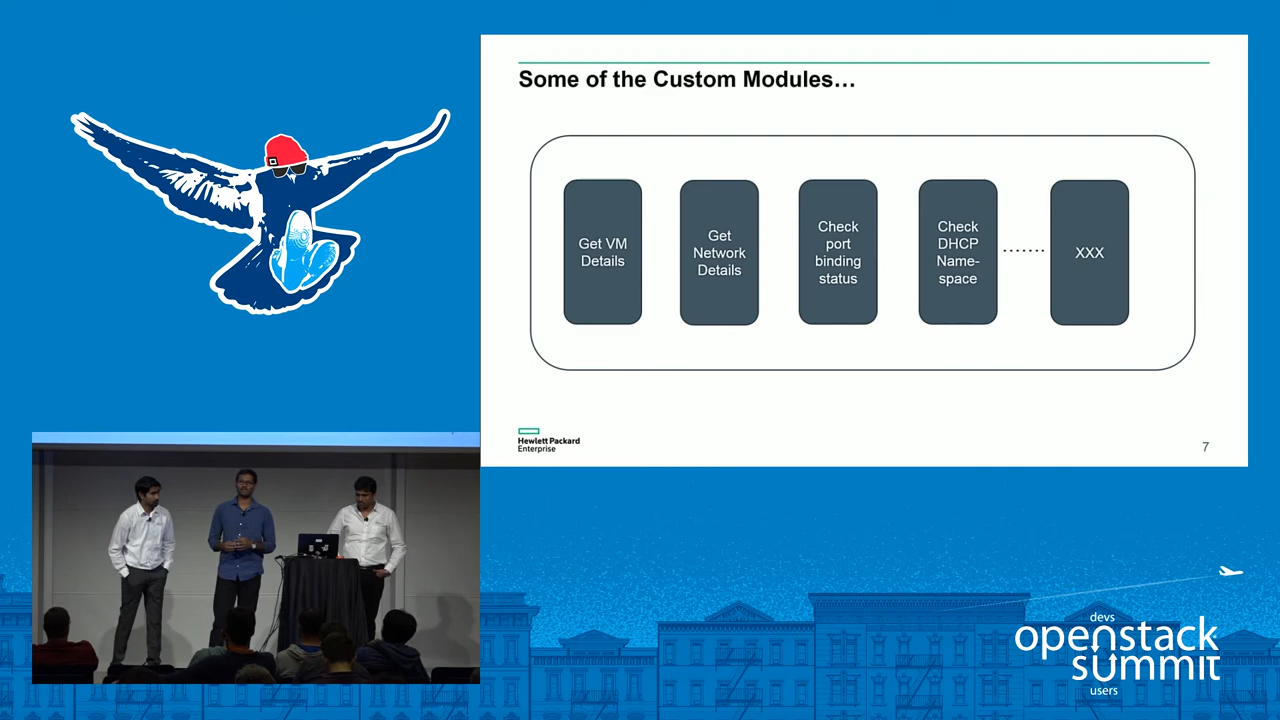 Some of the Custom Modules…
Get VM
Details
Get
Network
Details
Check
port
binding
status
Check
DHCP
Name-
space
.......
XXX
Hewlett Packard
Enterprise
7
devs
openstack
summit
users